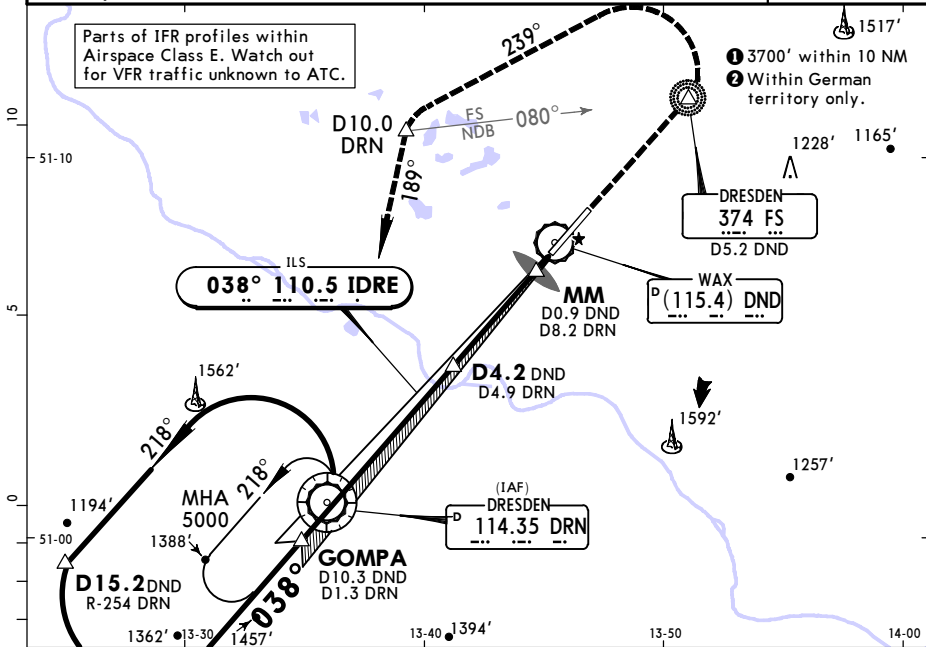 Parts of IFR profiles within
Airspace Class E. Watch out
for VFR traffic unknown to ATC.
239°
1517'
❶ 3700' within 10 NM
❷ Within German
territory only.
D10.0
DRN
FS
NDB
080°
10
51-10
1228'
1165'
189°
DRESDEN
374 FS
D5.2 DND
ILS
038° 110.5 IDRE
WAX
D (115.4) DND
MM
D0.9 DND
D8.2 DRN
5
D4.2 DND
D4.9 DRN
1562'
218°
1592'
1257'
218°
MHA
5000
0
1194'
(IAF)
DRESDEN
D 114.35 DRN
51-00
1388'
GOMPA
D10.3 DND
D1.3 DRN
D15.2 DND
R-254 DRN
038°
1362'
13-30
1457'
13-40
1394'
13-50
14-00